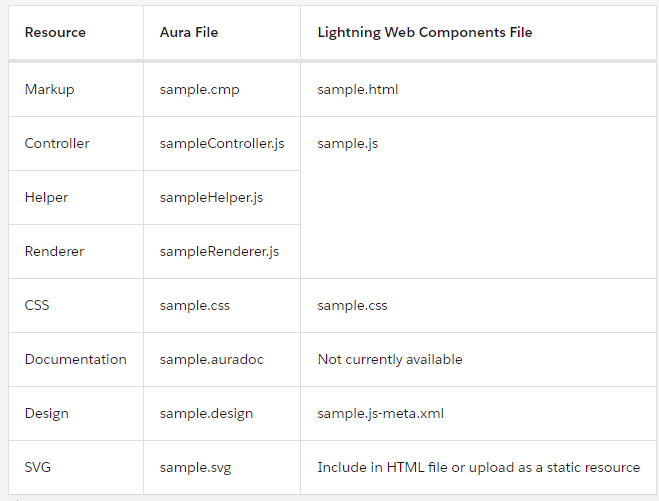 Resource Aura File Lightning Web Components File
Markup sample.cmp sample.html
Controller sampleController.js sample.js
Helper sampleHelper.js
Renderer sampleRenderer.js
CSS sample.css sample.css
Documentation sample.auradoc Not currently available
Design sample.design sample.js-meta.xml
SVG sample.svg Include in HTML file or upload as a static resource